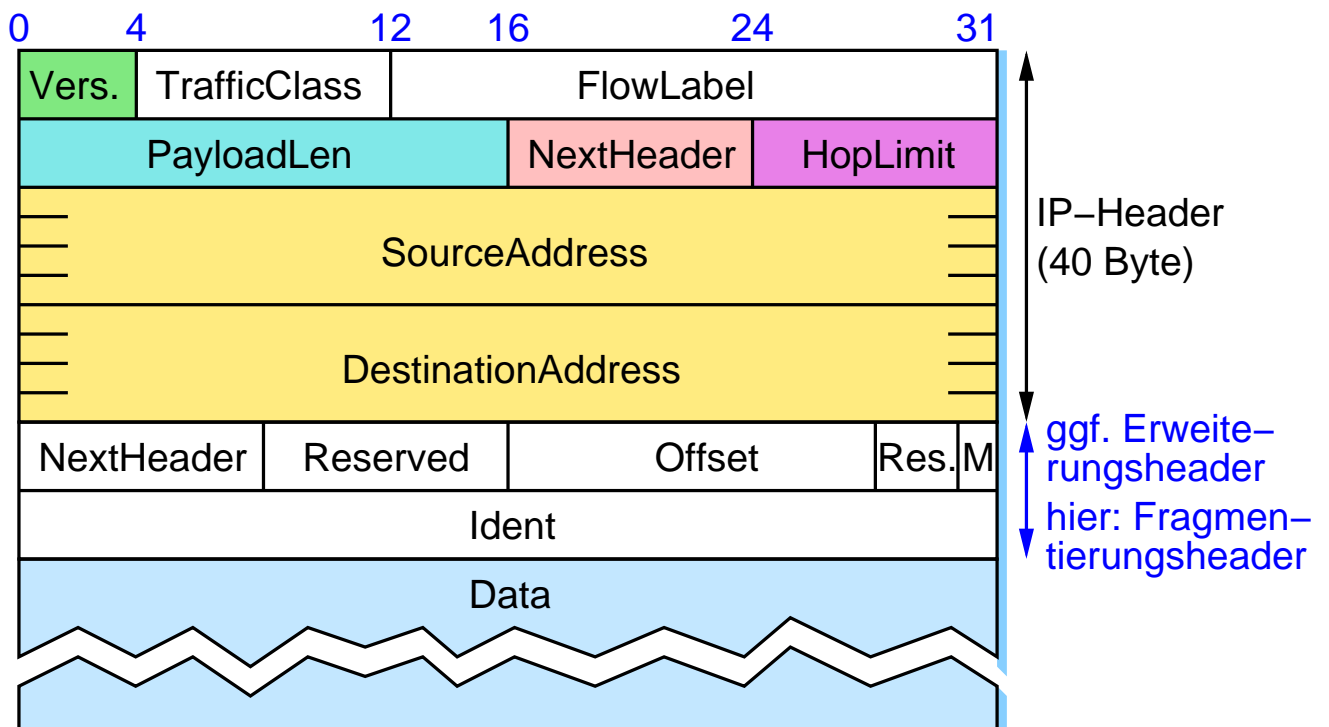 0 4 12 16 24 31
Vers. TrafficClass FlowLabel
PayloadLen NextHeader HopLimit
SourceAddress
IP−Header
(40 Byte)
DestinationAddress
NextHeader Reserved Offset Res. M
ggf. Erweite−
rungsheader
Ident
hier: Fragmen−
tierungsheader
Data